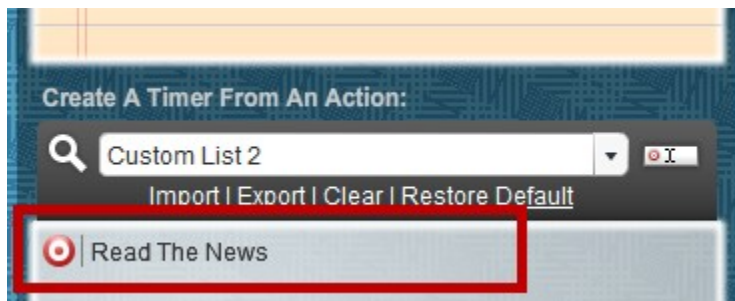 Create A Timer From An Action:
Custom List 2
Import | Export | Clear | Restore Default
Read The News